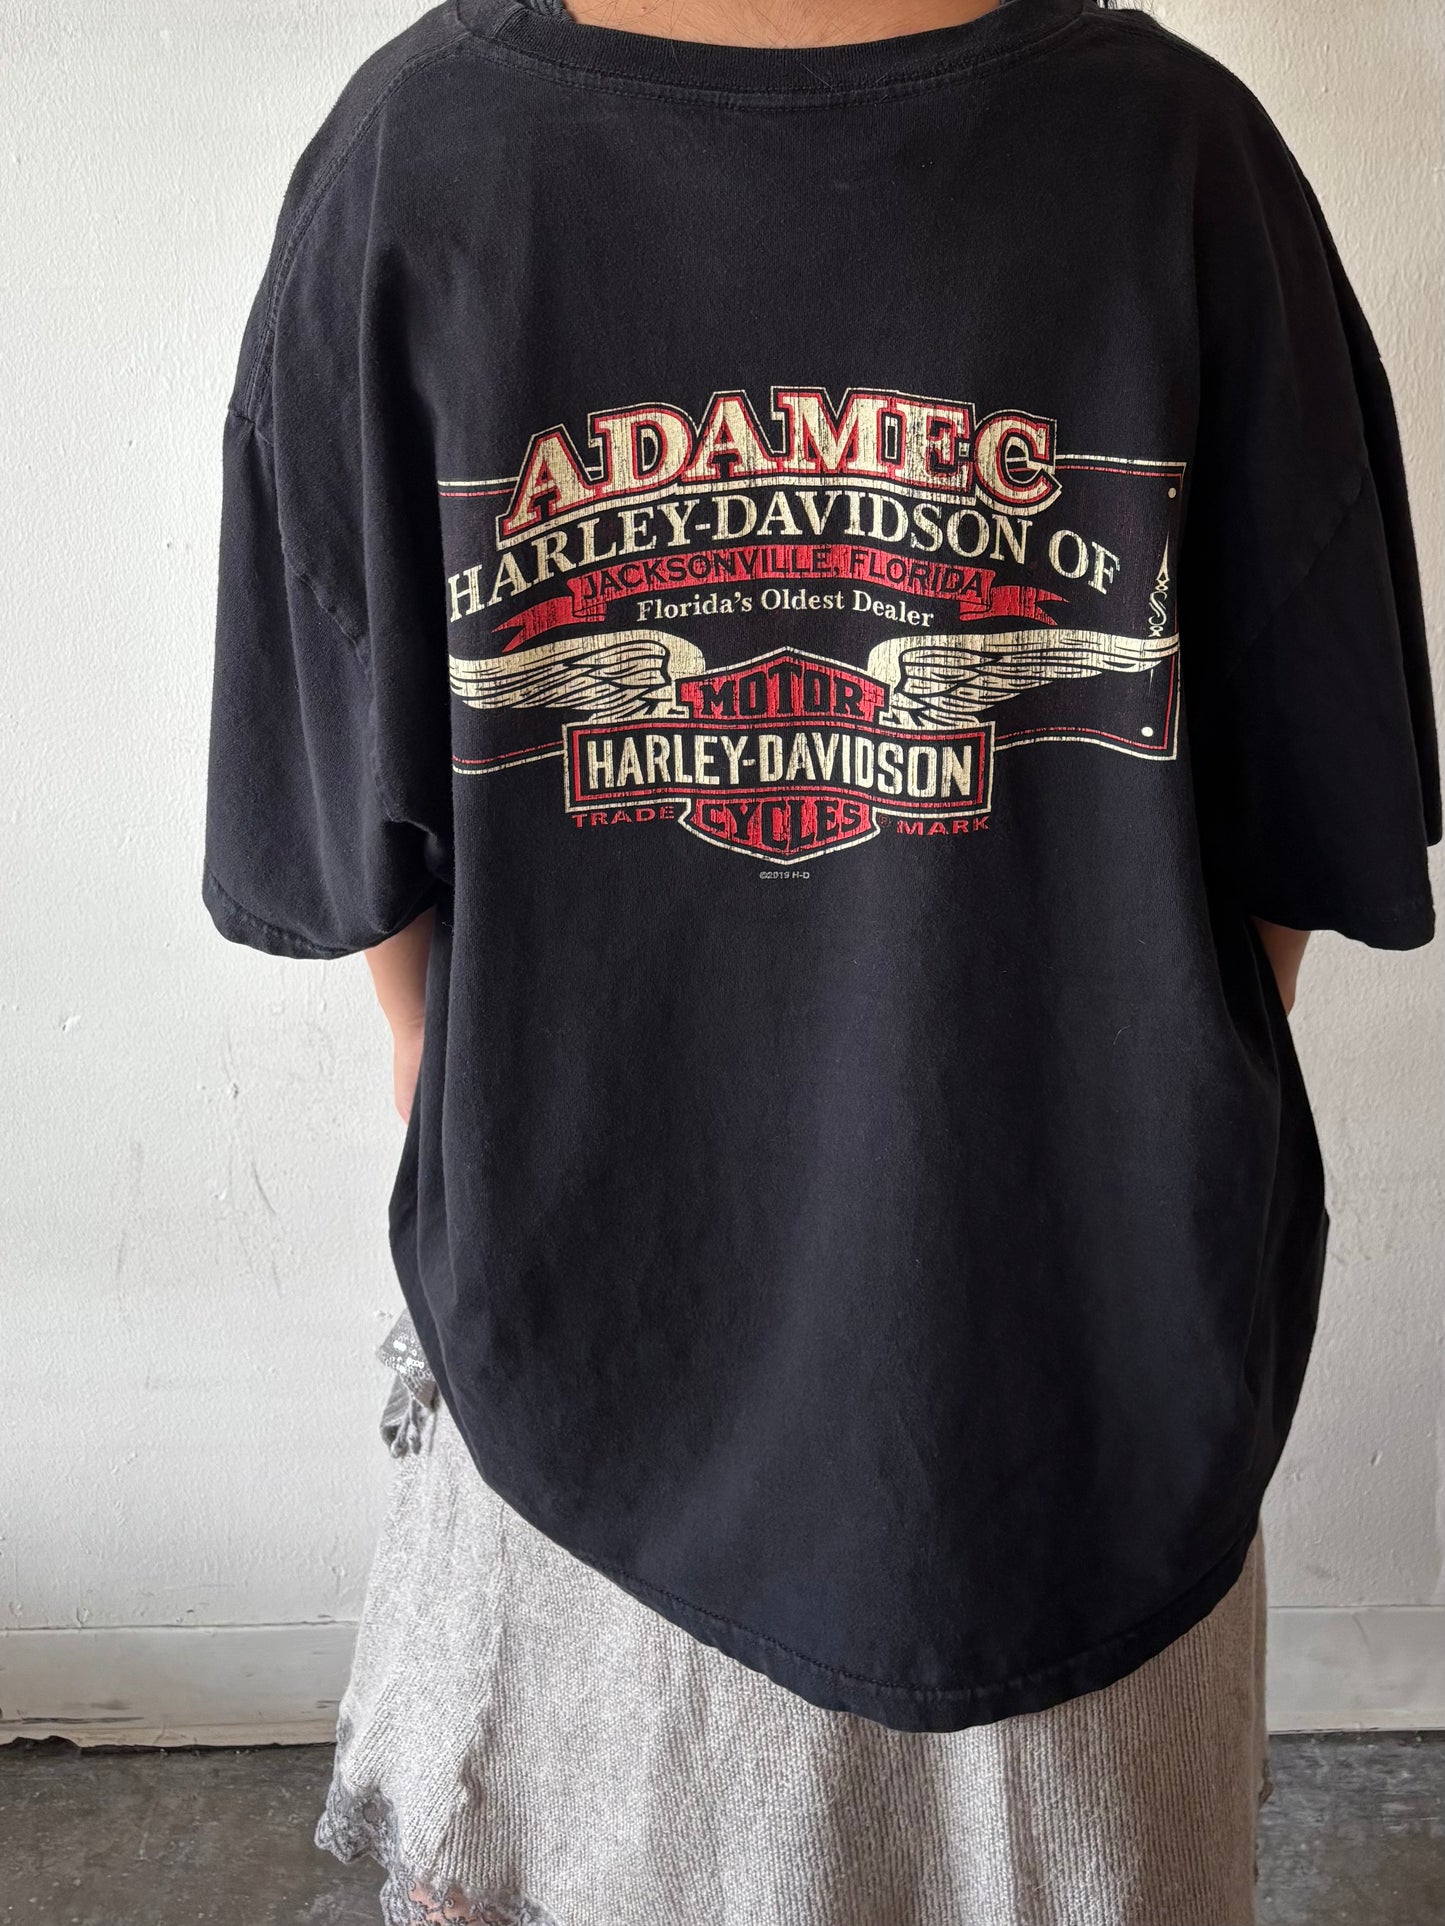 ADAMEC
HARLEY-DAVIDSON OF
JACKSONVILLE, FLORIDA
Florida's Oldest Dealer
MOTOR
HARLEY-DAVIDSON
TRADE CYCLES ® MARK
©2019 H-D